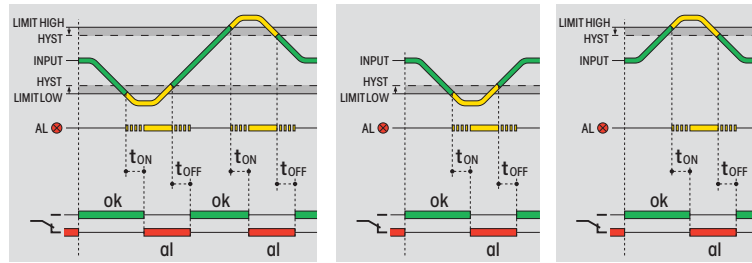 LIMIT HIGH
HYST
INPUT
HYST
LIMIT LOW
AL
tON
tOFF
tON
tOFF
ok
ok
al
al
INPUT
HYST
LIMIT LOW
AL
tON
tOFF
ok
al
LIMIT HIGH
HYST
INPUT
AL
tON
tOFF
ok
al